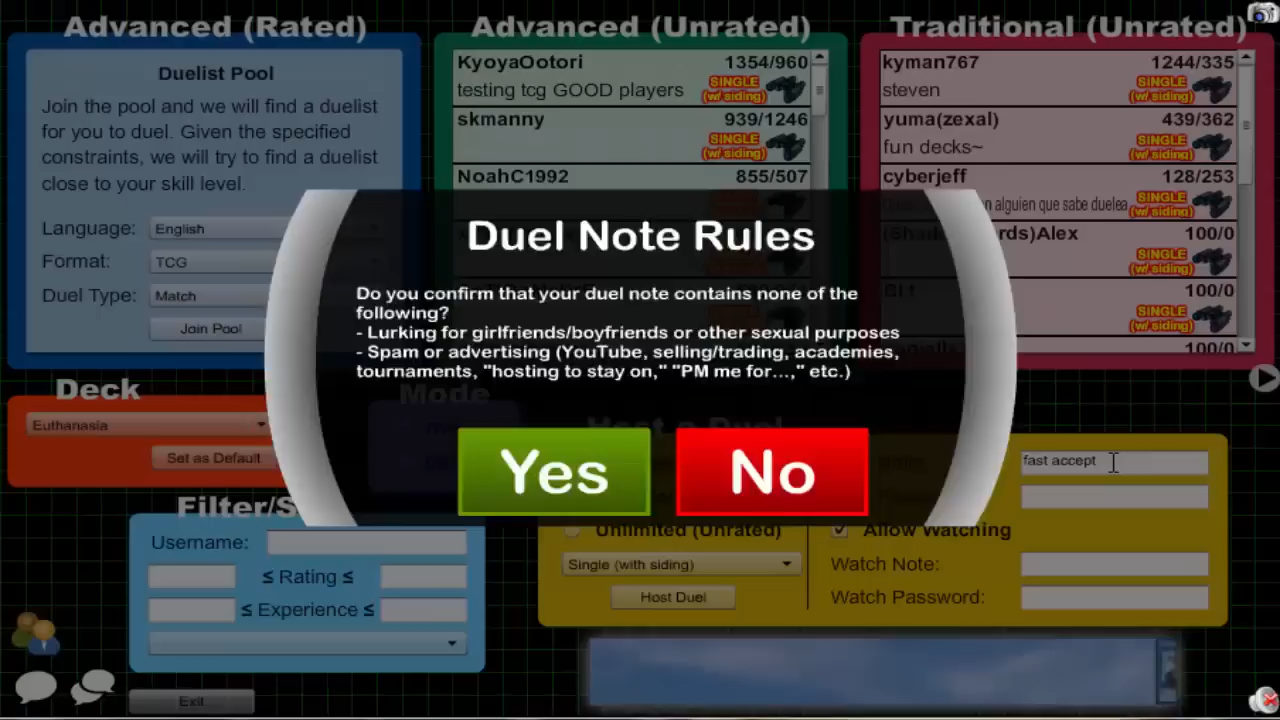 Advanced (Rated)
Duelist Pool
Join the pool and we will find a duelist
for you to duel. Given the specified
constraints, we will try to find a duelist
close to your skill level.
Language: English
Format: TCG
Duel Type: Match
Join Pool
Advanced (Unrated)
KyoyaOotori 1354/960
testing tcg GOOD players SINGLE (w/ siding)
skmanny 939/1246
SINGLE (w/ siding)
NoahC1992 855/507
Traditional (Unrated)
kyman767 1244/335
steven SINGLE (w/ siding)
yuma(zexal) 439/362
fun decks~ SINGLE (w/ siding)
cyberjeff 128/253
n alguien que sabe duelea SINGLE (w/ siding)
Alex 100/0
SINGLE (w/ siding)
100/0
SINGLE (w/ siding)
100/0
Duel Note Rules
Do you confirm that your duel note contains none of the
following?
- Lurking for girlfriends/boyfriends or other sexual purposes
- Spam or advertising (YouTube, selling/trading, academies,
tournaments, "hosting to stay on," "PM me for...," etc.)
Yes No
Deck
Euthanasia
Set as Default
Mode
Host a Duel
fast accept
Unlimited (Unrated)
Single (with siding)
Host Duel
Allow Watching
Watch Note:
Watch Password:
Filter/S
Username:
≤ Rating ≤
≤ Experience ≤
Exit